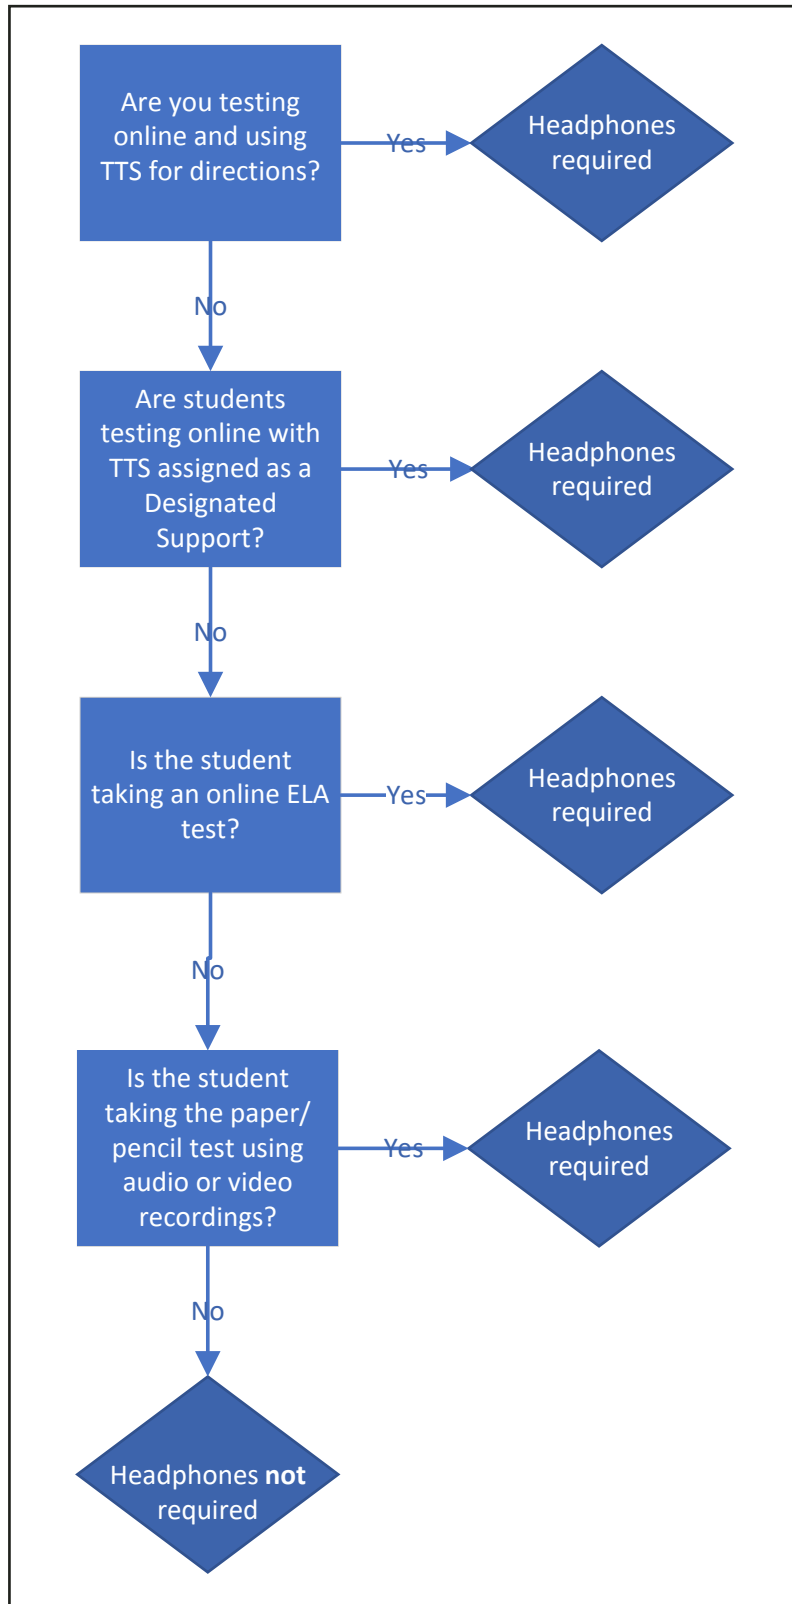 Are you testing
online and using
TTS for directions?
Yes
Headphones
required
No
Are students
testing online with
TTS assigned as a
Designated
Support?
Yes
Headphones
required
No
Is the student
taking an online ELA
test?
Yes
Headphones
required
No
Is the student
taking the paper/
pencil test using
audio or video
recordings?
Yes
Headphones
required
No
Headphones not
required